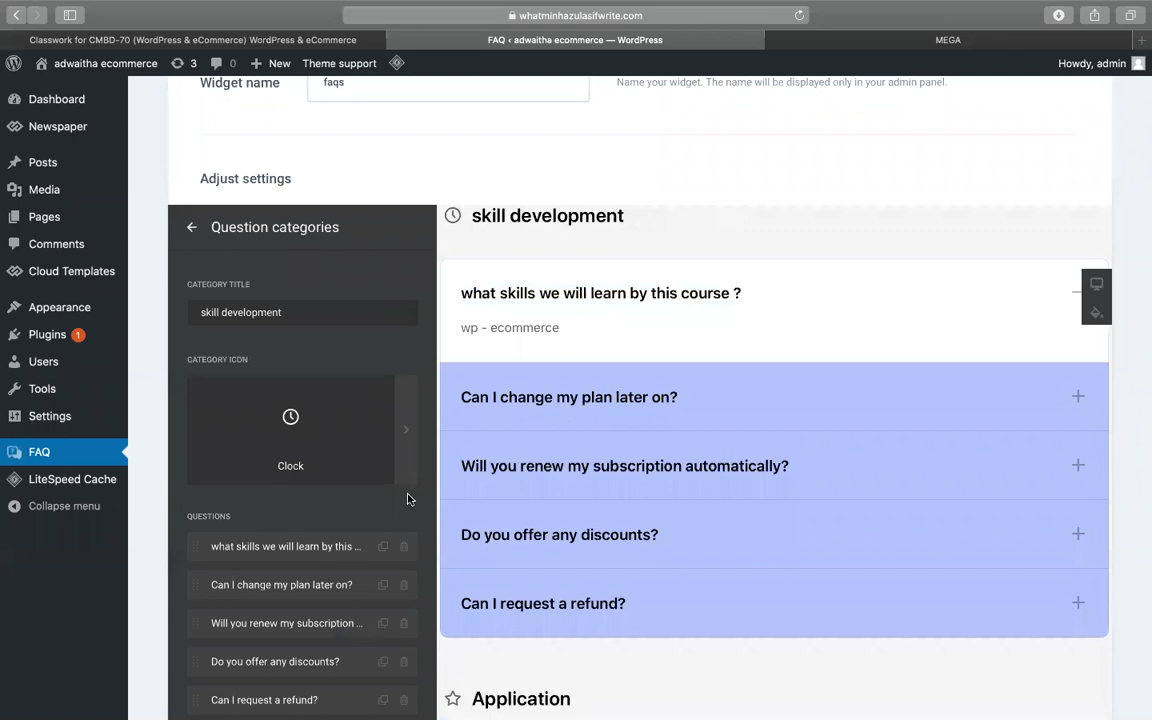 whatminhazulasifwrite.com
Classwork for CMBD-70 (WordPress & eCommerce) WordPress & eCommerce
FAQ ‹ adwaitha ecommerce — WordPress
MEGA
adwaitha ecommerce
3
0
New
Theme support
Howdy, admin
Dashboard
Newspaper
Posts
Media
Pages
Comments
Cloud Templates
Appearance
Plugins 1
Users
Tools
Settings
FAQ
LiteSpeed Cache
Collapse menu
Widget name
faqs
Name your widget. The name will be displayed only in your admin panel.
Adjust settings
Question categories
CATEGORY TITLE
skill development
CATEGORY ICON
Clock
QUESTIONS
what skills we will learn by this ...
Can I change my plan later on?
Will you renew my subscription ...
Do you offer any discounts?
Can I request a refund?
skill development
what skills we will learn by this course ?
wp - ecommerce
Can I change my plan later on?
Will you renew my subscription automatically?
Do you offer any discounts?
Can I request a refund?
Application